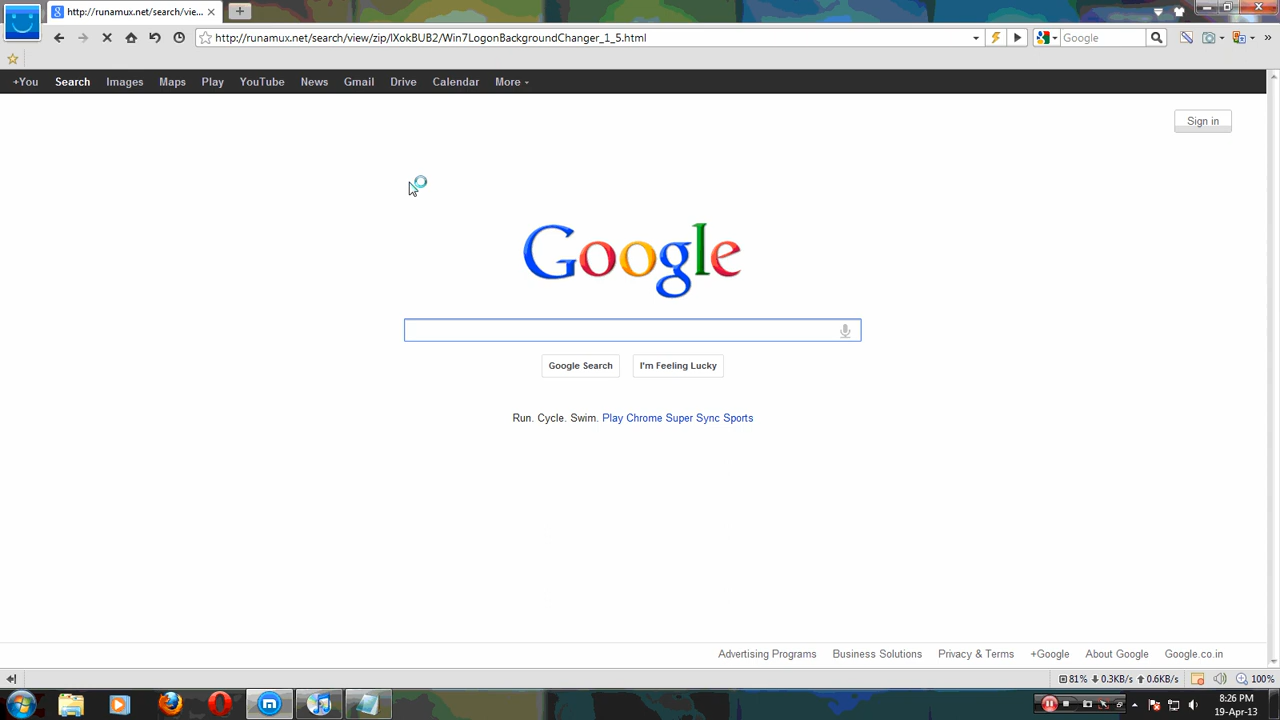 http://runamux.net/search/vie...
http://runamux.net/search/view/zip/lXokBUB2/Win7LogonBackgroundChanger_1_5.html
Google
+You Search Images Maps Play YouTube News Gmail Drive Calendar More
Sign in
Google
Google Search I'm Feeling Lucky
Run. Cycle. Swim. Play Chrome Super Sync Sports
Advertising Programs Business Solutions Privacy & Terms +Google About Google Google.co.in
81% 0.3KB/s 0.6KB/s 100%
8:26 PM
19-Apr-13